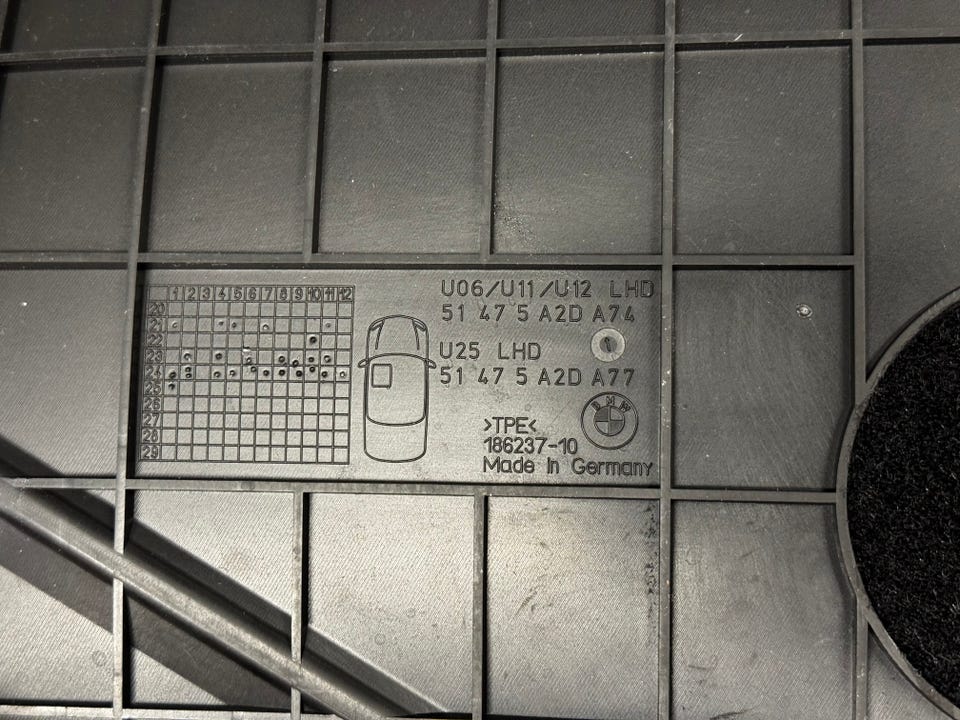 1 2 3 4 5 6 7 8 9 10 11 12
20
21
22
23
24
25
26
27
28
29
U06/U11/U12 LHD
51 47 5 A2D A74
U25 LHD
51 47 5 A2D A77
BMW
>TPE<
186237-10
Made in Germany